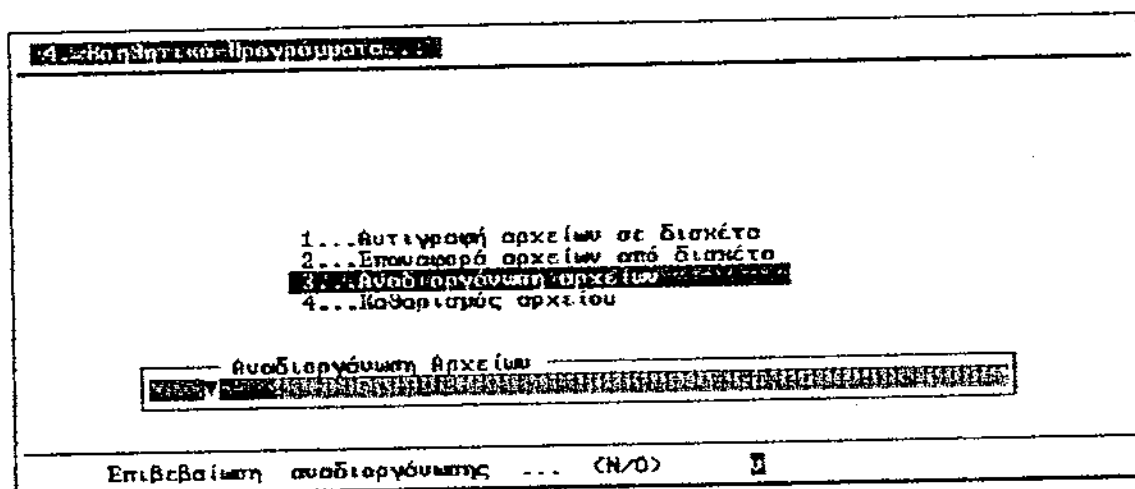 4...Βοηθητικά Προγράμματα...
1...Αντιγραφή αρχείων σε δισκέτα
2...Επαναφορά αρχείων από δισκέτα
3...Αναδιοργάνωση αρχείων
4...Καθαρισμός αρχείου
Αναδιοργάνωση Αρχείων
Επιβεβαίωση αναδιοργάνωσης ... (Ν/Ο) Ν